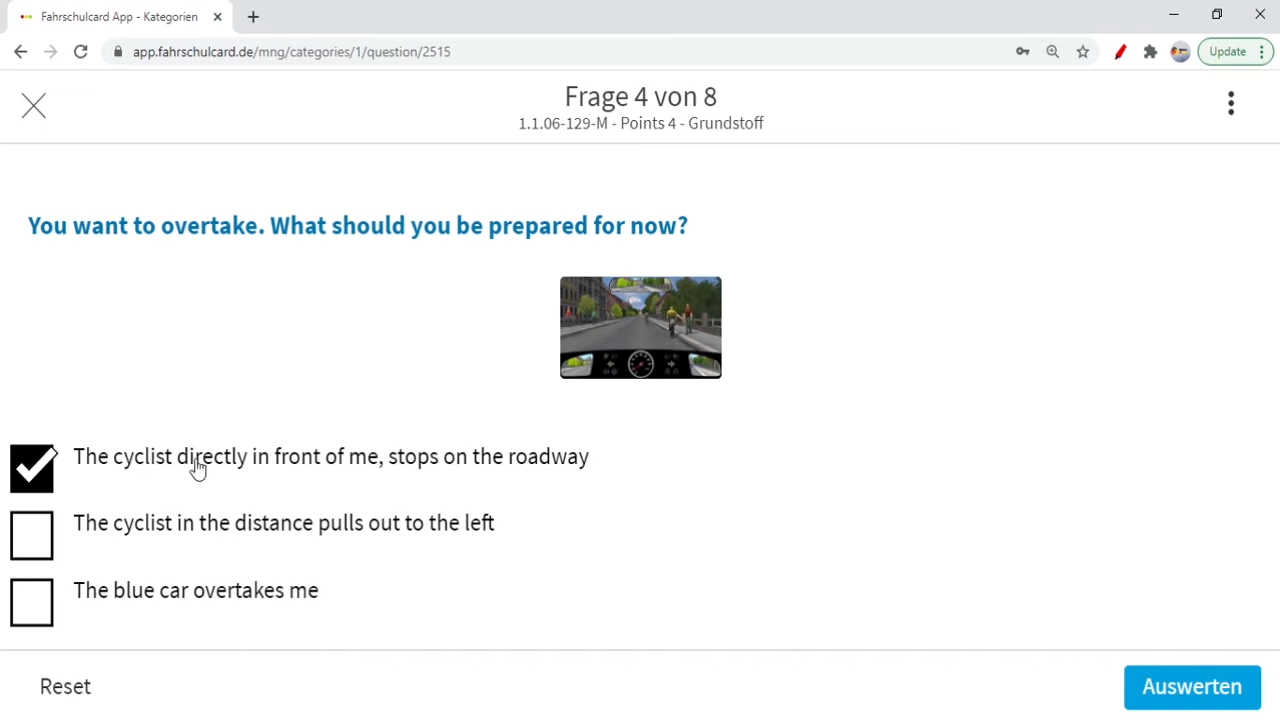 Fahrschulcard App - Kategorien
app.fahrschulcard.de/mng/categories/1/question/2515
Update
Frage 4 von 8
1.1.06-129-M - Points 4 - Grundstoff
You want to overtake. What should you be prepared for now?
The cyclist directly in front of me, stops on the roadway
The cyclist in the distance pulls out to the left
The blue car overtakes me
Reset
Auswerten